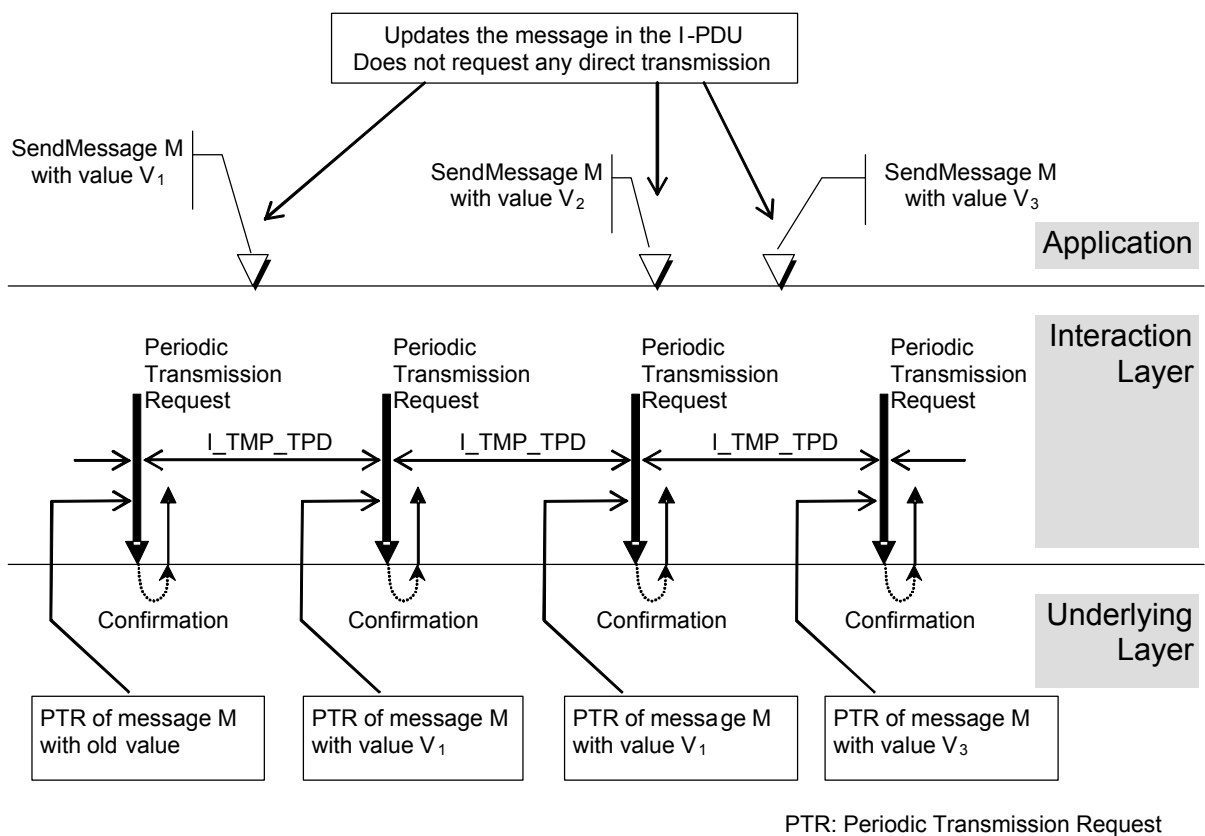 Updates the message in the I-PDU
Does not request any direct transmission
SendMessage M
with value V₁
SendMessage M
with value V₂
SendMessage M
with value V₃
Application
Interaction
Layer
Periodic
Transmission
Request
Periodic
Transmission
Request
Periodic
Transmission
Request
Periodic
Transmission
Request
I_TMP_TPD
I_TMP_TPD
I_TMP_TPD
Confirmation
Confirmation
Confirmation
Confirmation
Underlying
Layer
PTR of message M
with old value
PTR of message M
with value V₁
PTR of message M
with value V₁
PTR of message M
with value V₃
PTR: Periodic Transmission Request